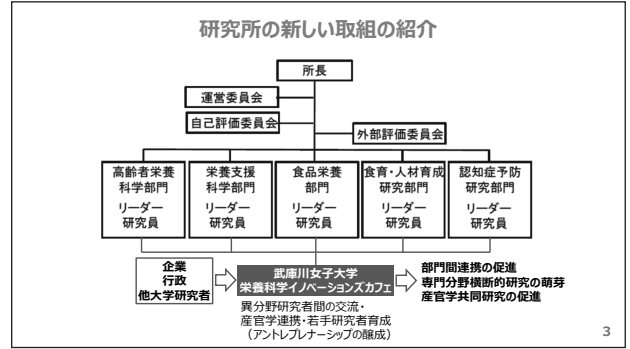 研究所の新しい取組の紹介
所長
運営委員会
自己評価委員会
外部評価委員会
高齢者栄養
科学部門
リーダー
研究員
栄養支援
科学部門
リーダー
研究員
食品栄養
部門
リーダー
研究員
食育・人材育成
研究部門
リーダー
研究員
認知症予防
研究部門
リーダー
研究員
企業
行政
他大学研究者
武庫川女子大学
栄養科学イノベーションズカフェ
部門間連携の促進
専門分野横断的研究の萌芽
産官学共同研究の促進
異分野研究者間の交流・
産官学連携・若手研究者育成
（アントレプレナーシップの醸成）
3